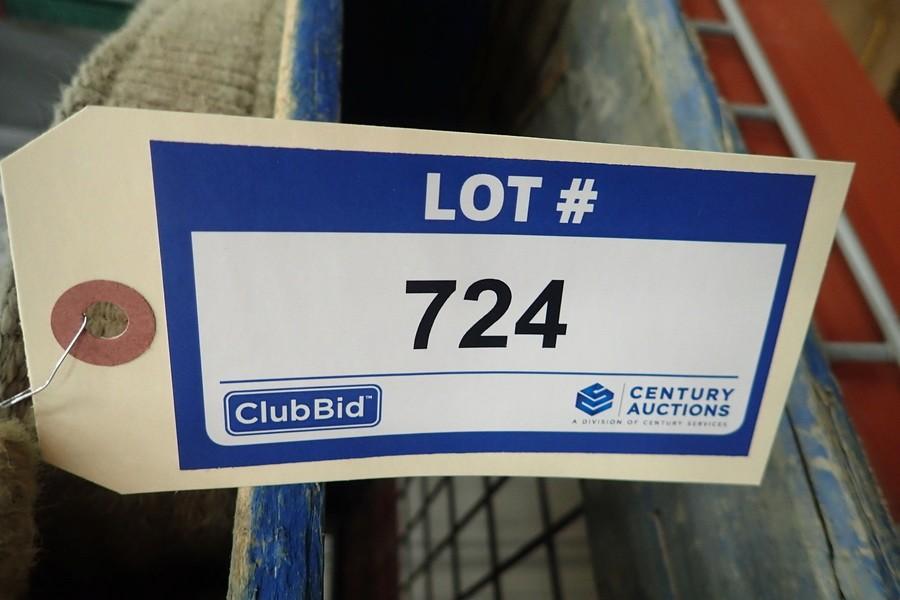 LOT #
724
ClubBid™
CENTURY
AUCTIONS
A DIVISION OF CENTURY SERVICES